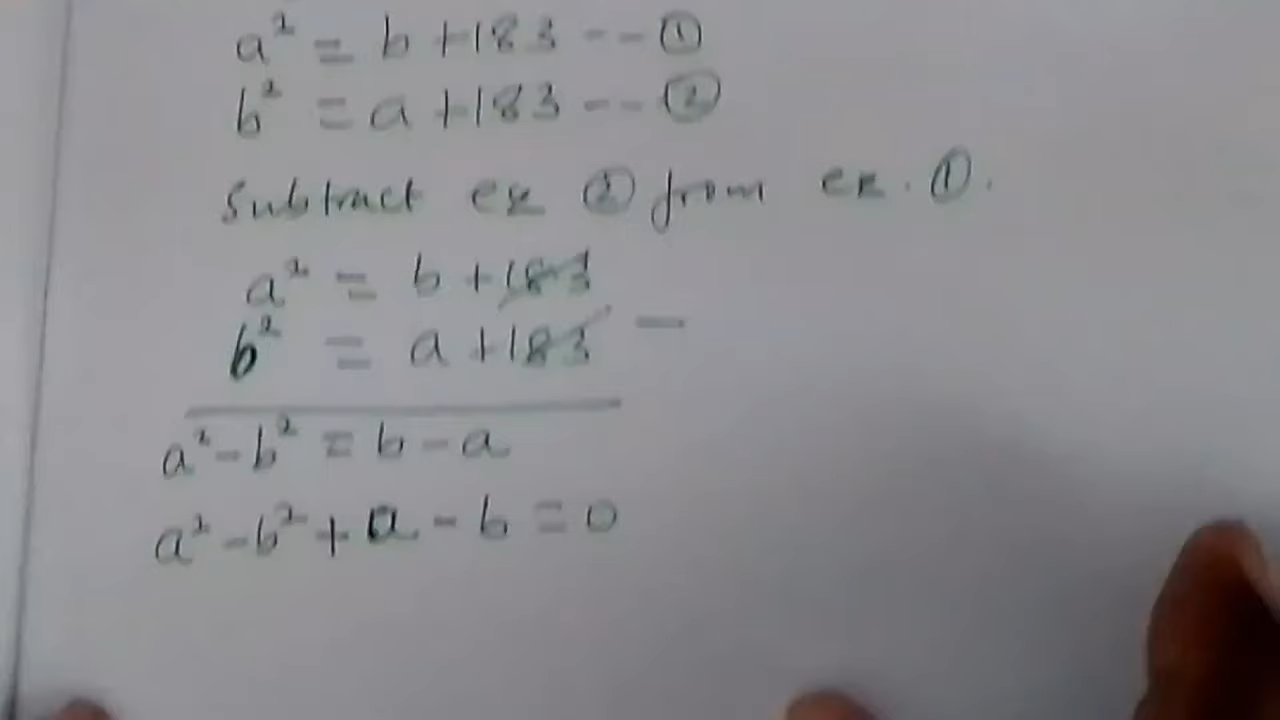 a² = b + 183 -- ①
b² = a + 183 -- ②
Subtract eq ② from eq. ①.
a² = b + 183
b² = a + 183 —
a² - b² = b - a
a² - b² + a - b = 0